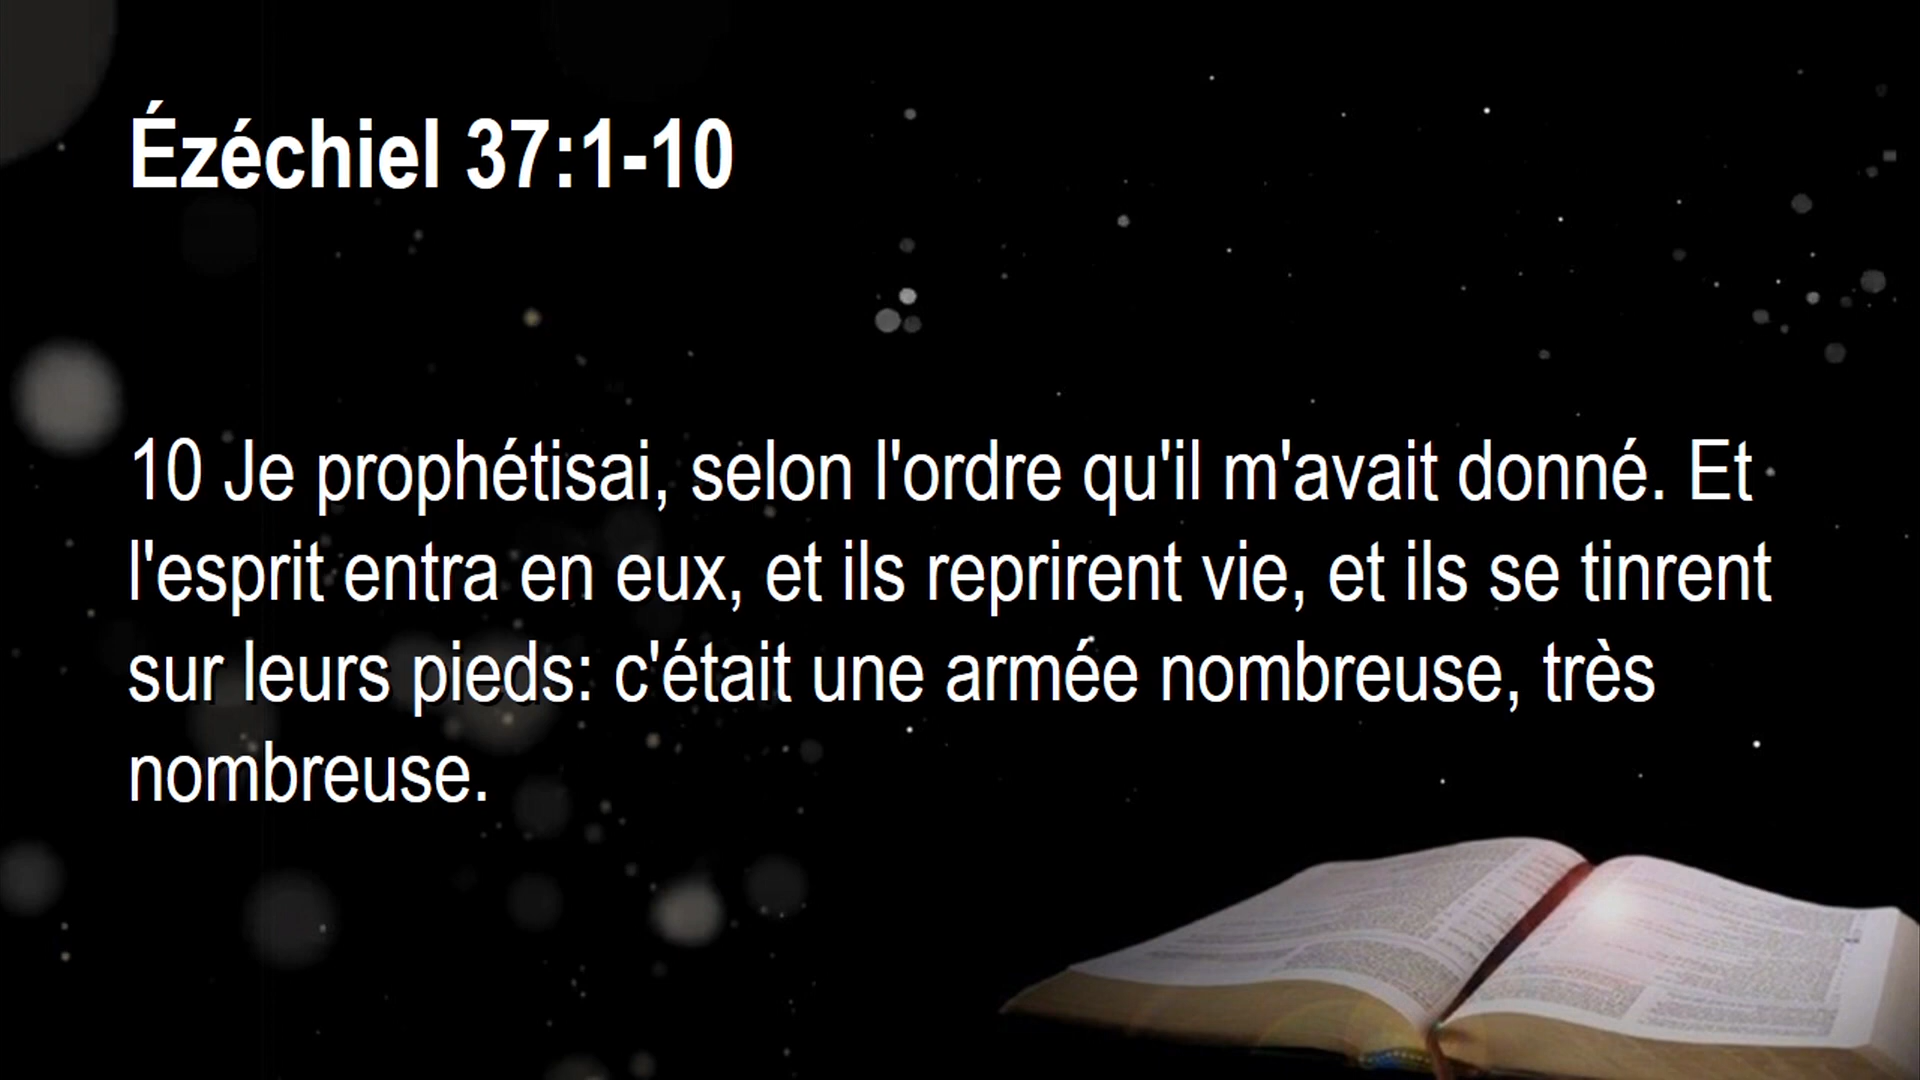 Ézéchiel 37:1-10
10 Je prophétisai, selon l'ordre qu'il m'avait donné. Et
l'esprit entra en eux, et ils reprirent vie, et ils se tinrent
sur leurs pieds: c'était une armée nombreuse, très
nombreuse.